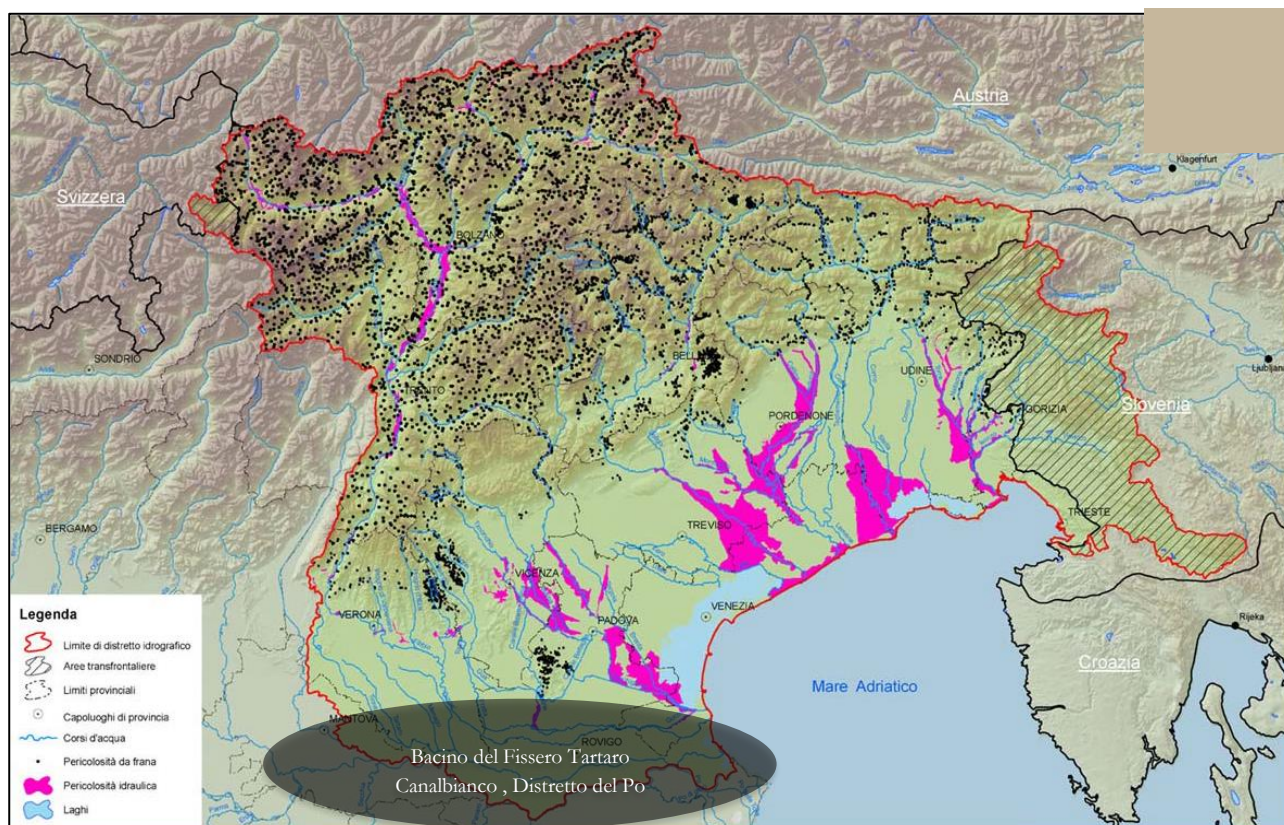 Austria
Klagenfurt
Svizzera
BOLZANO
SONDRIO
Ljubljana
UDINE
TRENTO
PORDENONE
GORIZIA
Slovenia
BERGAMO
TREVISO
TRIESTE
VICENZA
VERONA
PADOVA
VENEZIA
Rijeka
Croazia
Mare Adriatico
MANTOVA
ROVIGO
Bacino del Fissero Tartaro
Canalbianco , Distretto del Po
Legenda
Limite di distretto idrografico
Aree transfrontaliere
Limiti provinciali
Capoluoghi di provincia
Corsi d'acqua
Pericolosità da frana
Pericolosità idraulica
Laghi